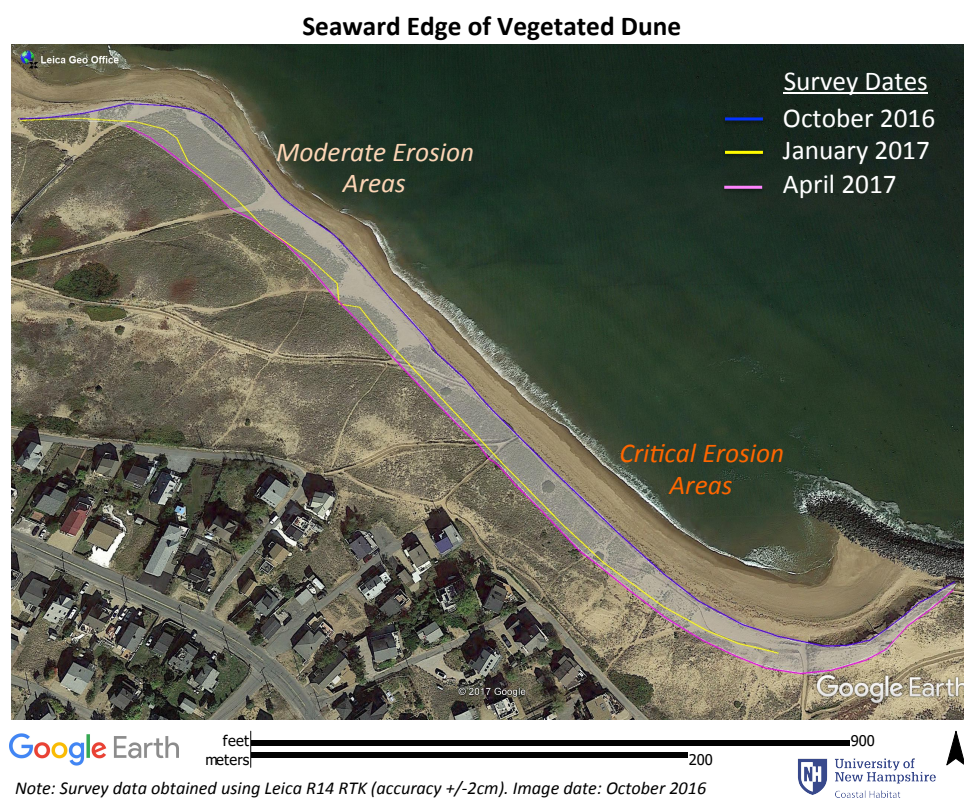 Seaward Edge of Vegetated Dune
Leica Geo Office
Survey Dates
October 2016
January 2017
April 2017
Moderate Erosion
Areas
Critical Erosion
Areas
© 2017 Google
Google Earth
Google Earth
feet
900
meters
200
Note: Survey data obtained using Leica R14 RTK (accuracy +/-2cm). Image date: October 2016
NH
University of
New Hampshire
Coastal Habitat